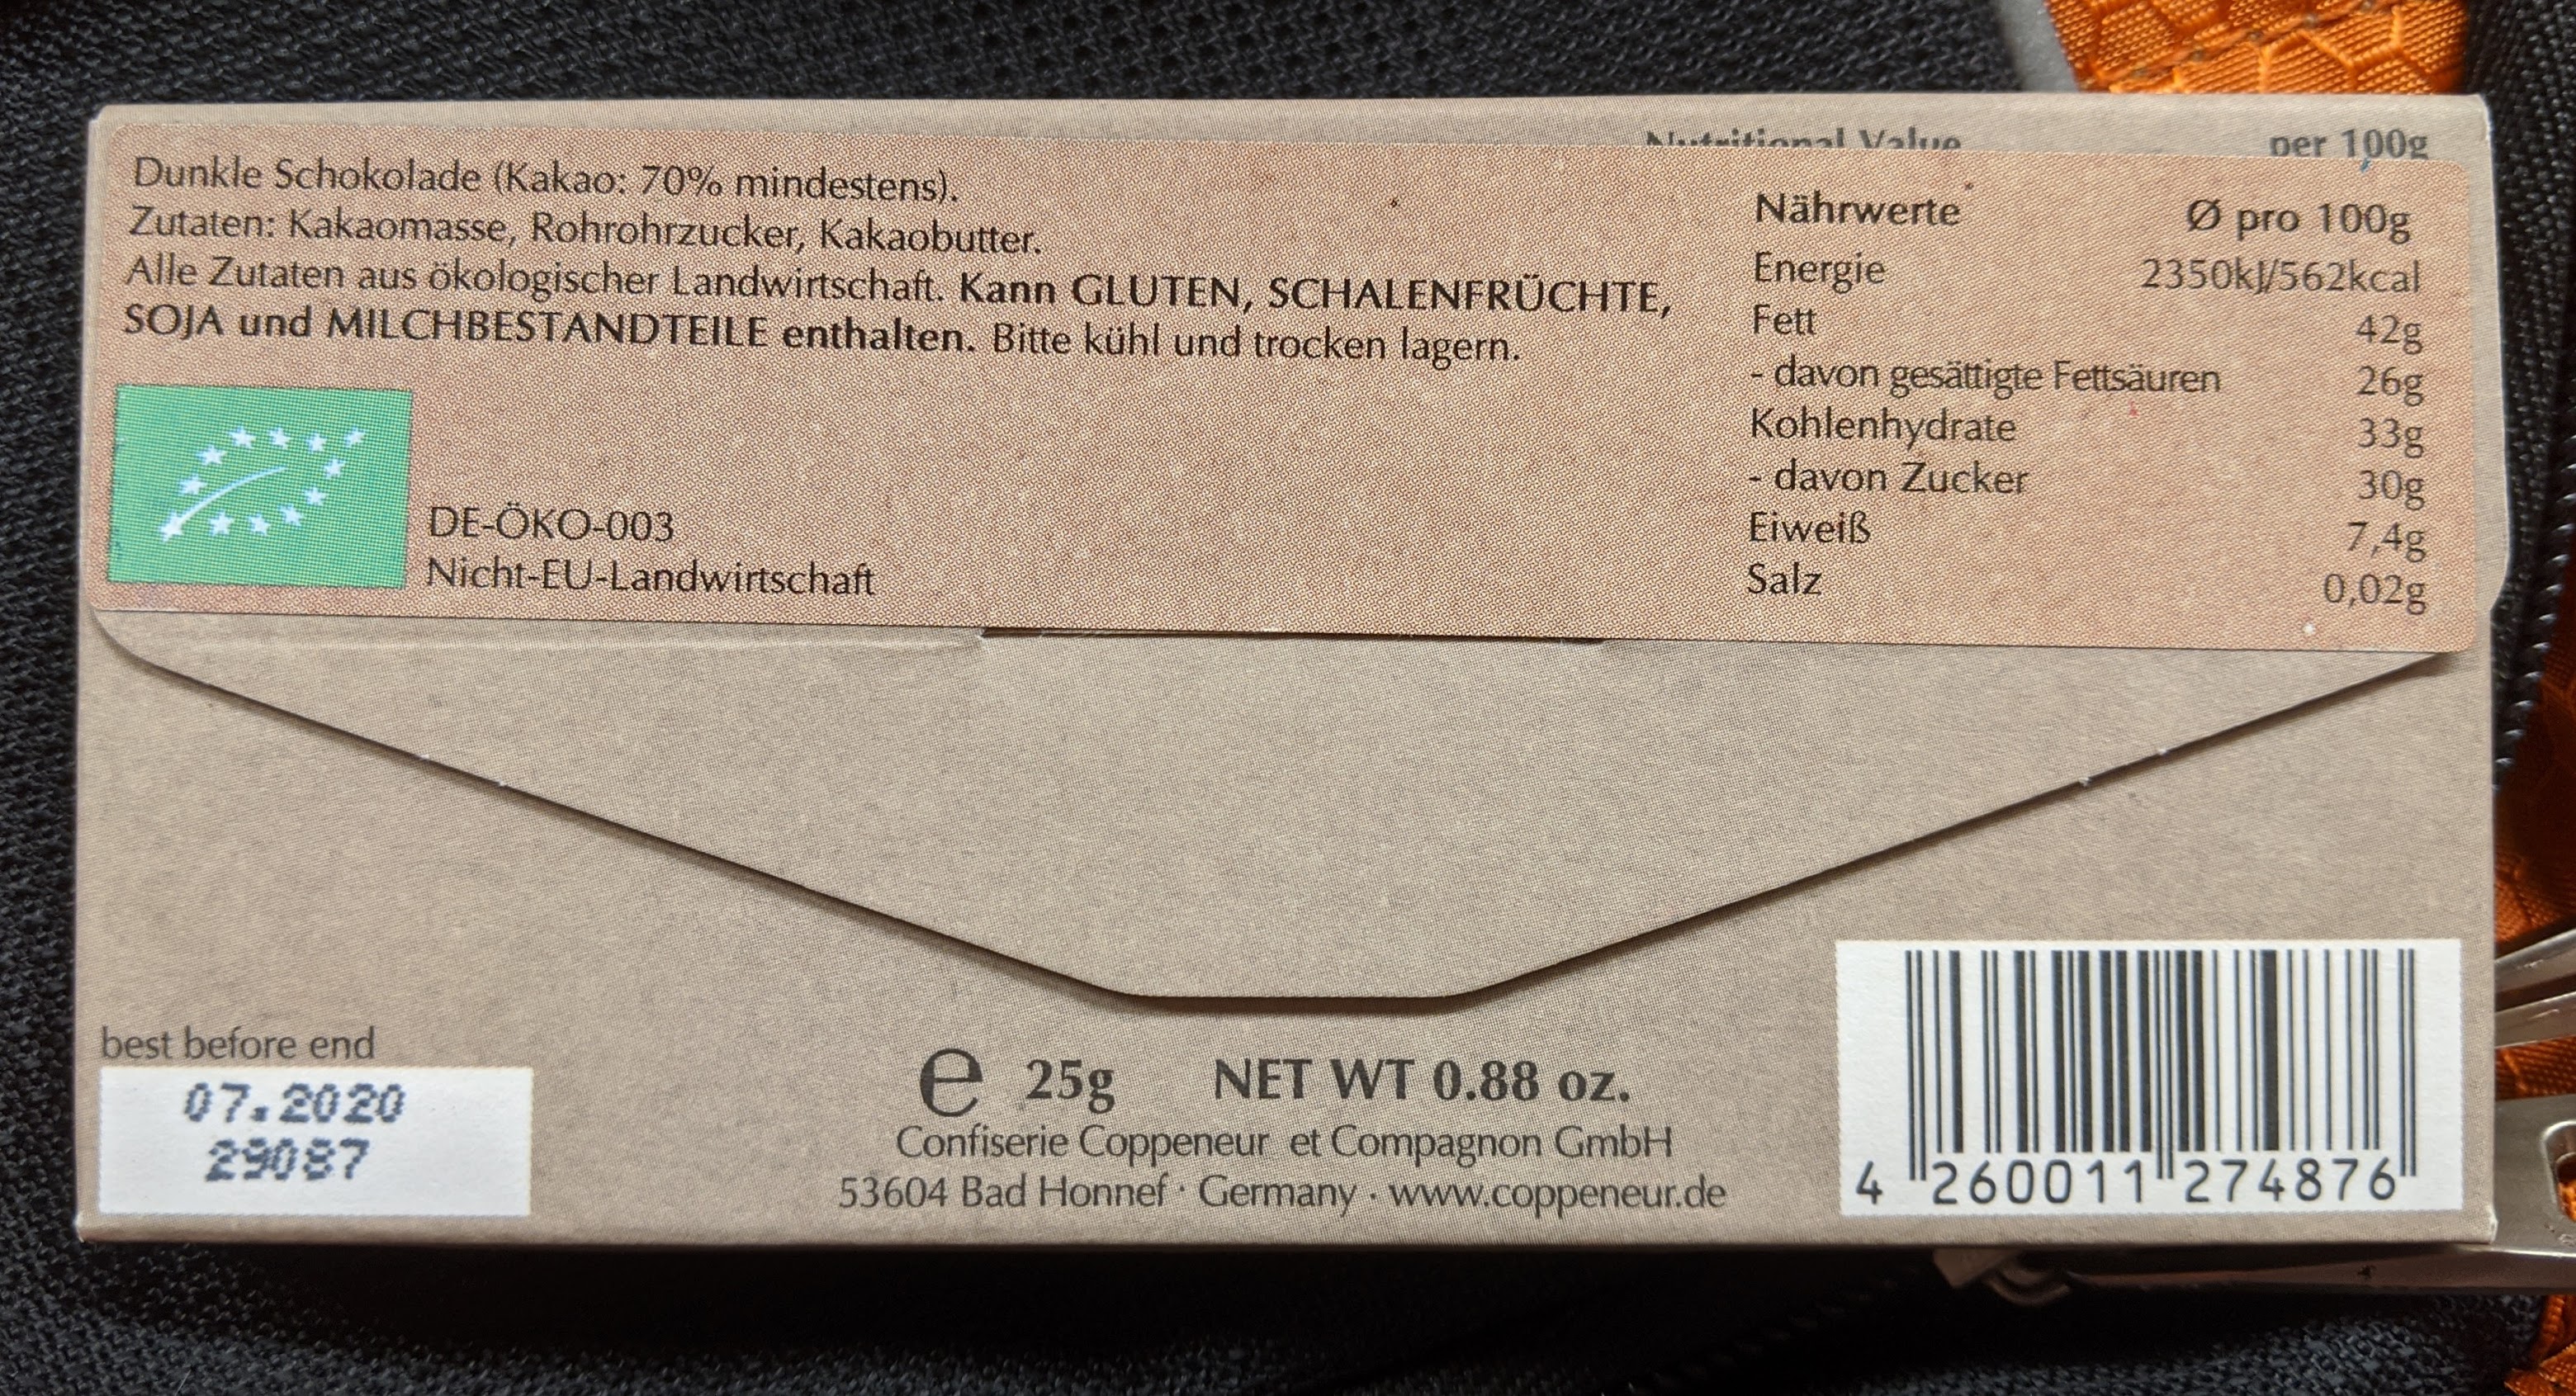 Nutritional Value per 100g
Dunkle Schokolade (Kakao: 70% mindestens).
Zutaten: Kakaomasse, Rohrohrzucker, Kakaobutter.
Alle Zutaten aus ökologischer Landwirtschaft. Kann GLUTEN, SCHALENFRÜCHTE,
SOJA und MILCHBESTANDTEILE enthalten. Bitte kühl und trocken lagern.
DE-ÖKO-003
Nicht-EU-Landwirtschaft
Nährwerte Ø pro 100g
Energie 2350kJ/562kcal
Fett 42g
- davon gesättigte Fettsäuren 26g
Kohlenhydrate 33g
- davon Zucker 30g
Eiweiß 7,4g
Salz 0,02g
best before end
07.2020
29087
e 25g NET WT 0.88 oz.
Confiserie Coppeneur et Compagnon GmbH
53604 Bad Honnef · Germany · www.coppeneur.de
4 260011 274876